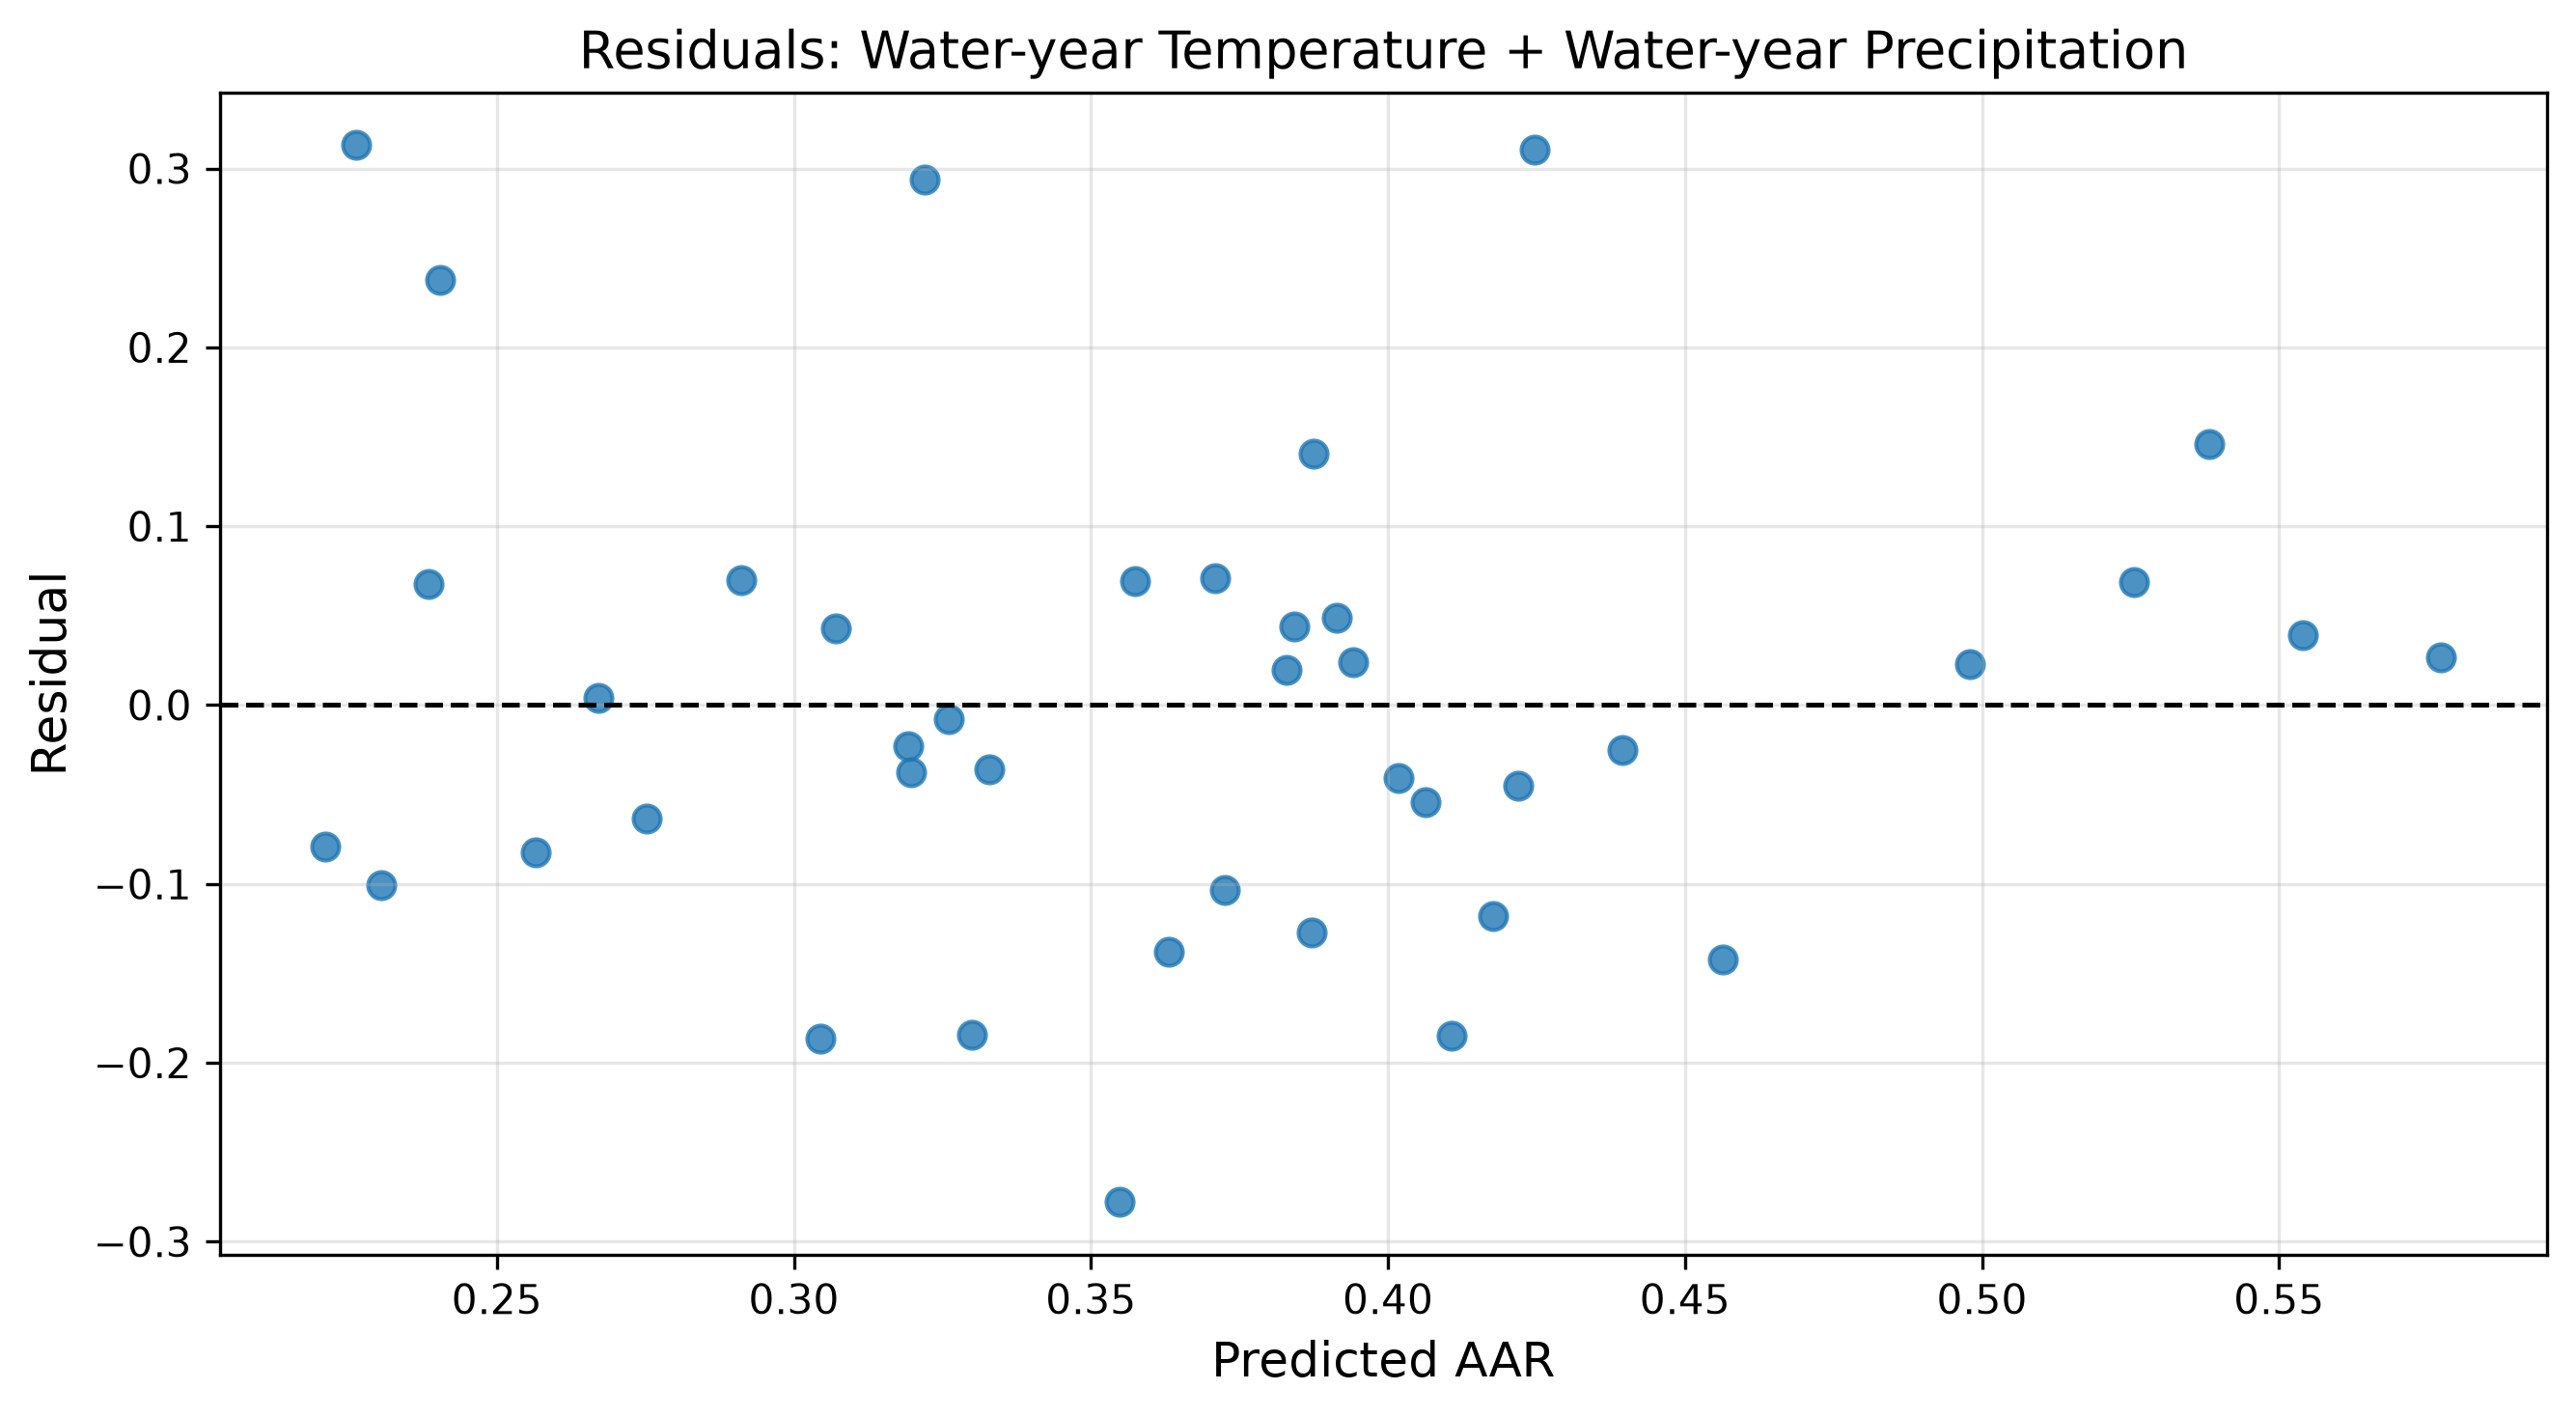 Residuals: Water-year Temperature + Water-year Precipitation
Residual
0.3
0.2
0.1
0.0
−0.1
−0.2
−0.3
0.25 0.30 0.35 0.40 0.45 0.50 0.55
Predicted AAR